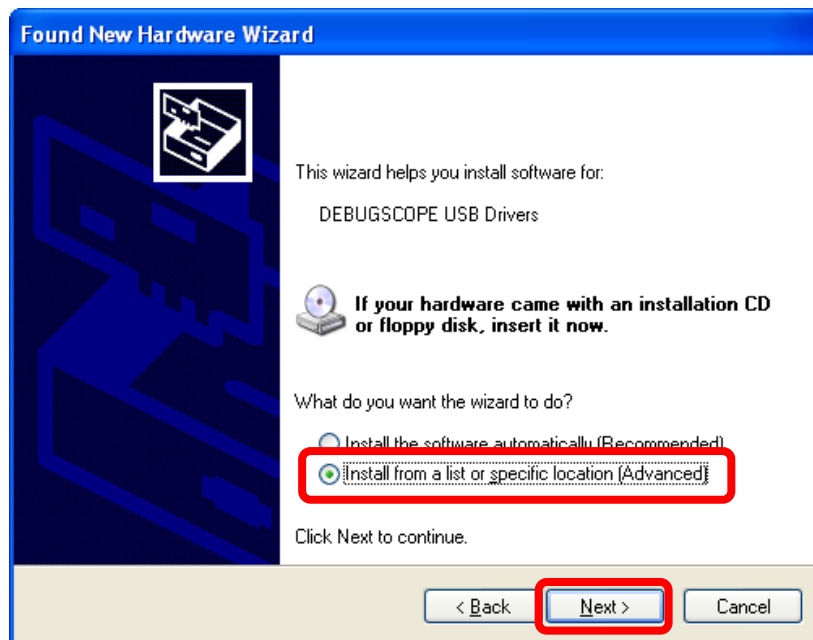 Found New Hardware Wizard
This wizard helps you install software for:
DEBUGSCOPE USB Drivers
If your hardware came with an installation CD
or floppy disk, insert it now.
What do you want the wizard to do?
Install the software automatically (Recommended)
Install from a list or specific location (Advanced)
Click Next to continue.
< Back
Next >
Cancel